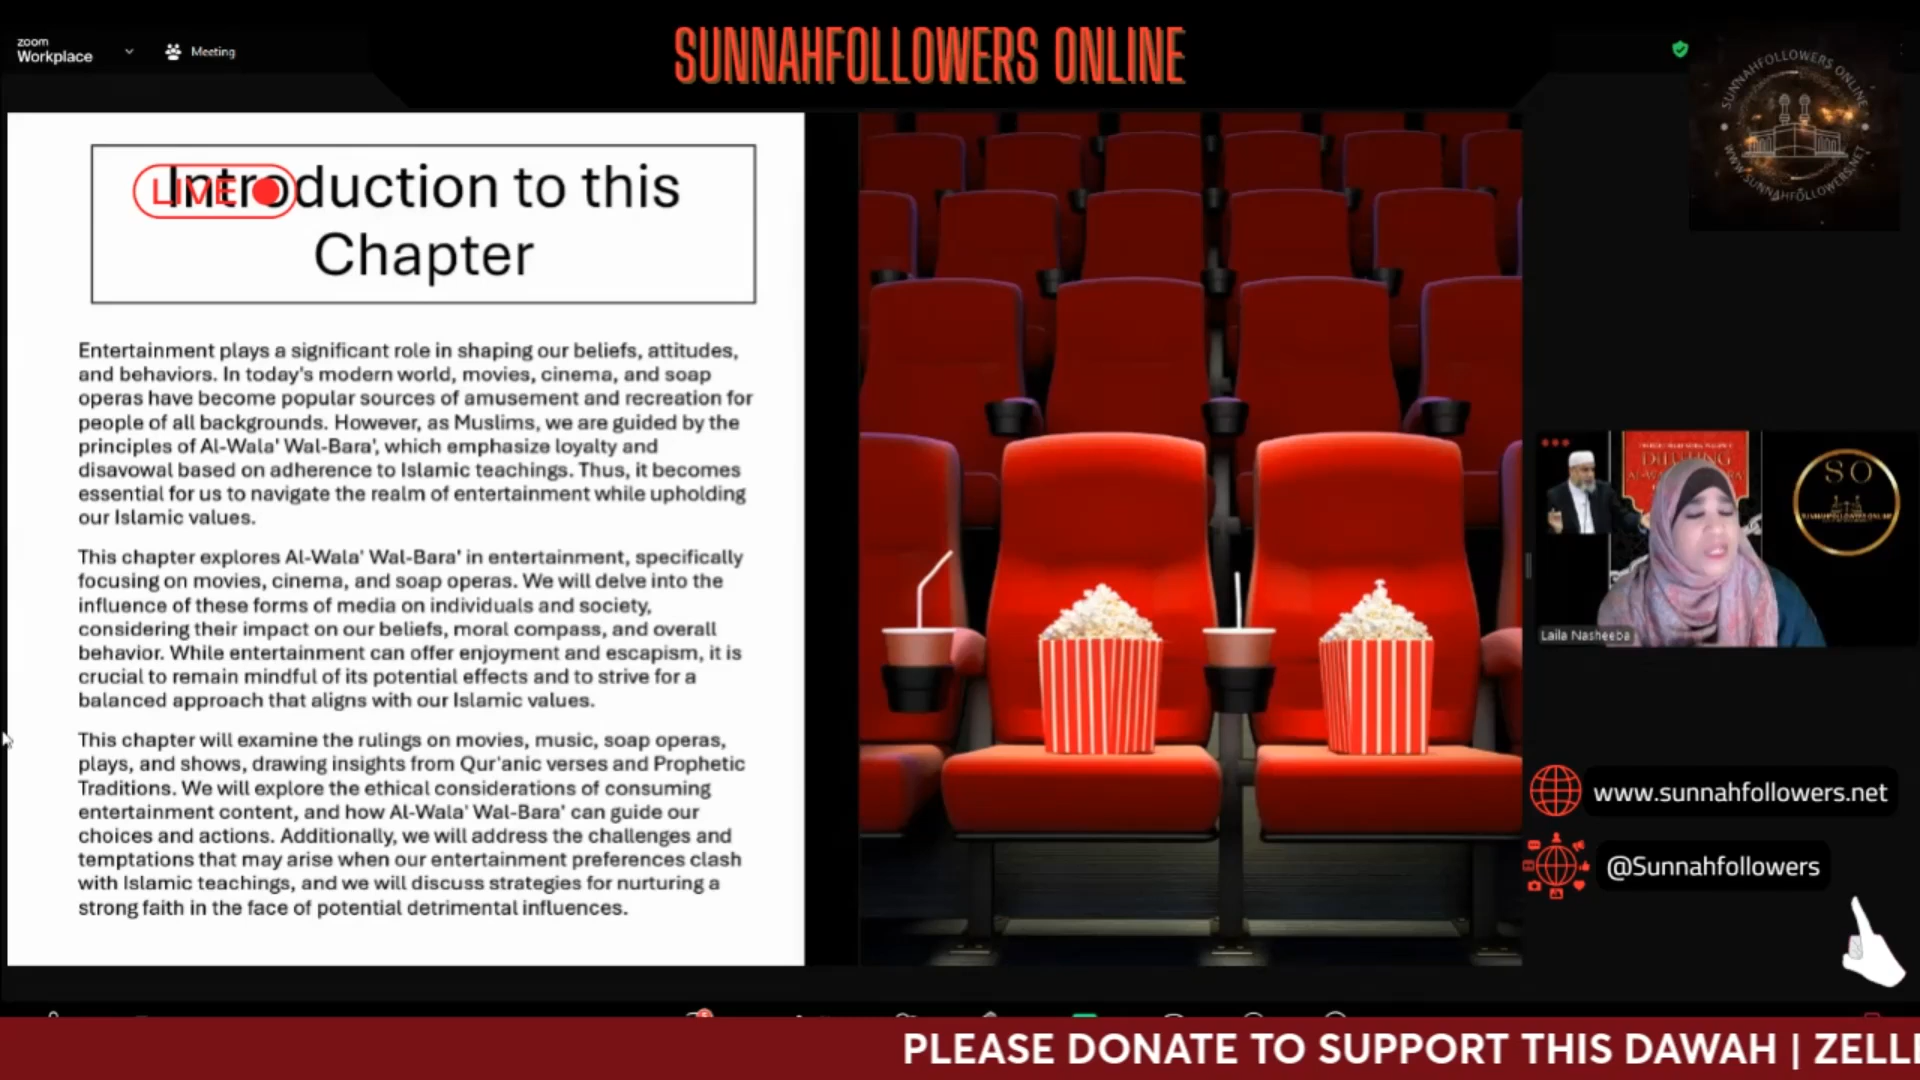 zoom
Workplace
Meeting
SUNNAHFOLLOWERS ONLINE
SUNNAHFOLLOWERS ONLINE
WWW.SUNNAHFOLLOWERS.NET
LIVE
Introduction to this
Chapter
Entertainment plays a significant role in shaping our beliefs, attitudes,
and behaviors. In today's modern world, movies, cinema, and soap
operas have become popular sources of amusement and recreation for
people of all backgrounds. However, as Muslims, we are guided by the
principles of Al-Wala' Wal-Bara', which emphasize loyalty and
disavowal based on adherence to Islamic teachings. Thus, it becomes
essential for us to navigate the realm of entertainment while upholding
our Islamic values.
This chapter explores Al-Wala' Wal-Bara' in entertainment, specifically
focusing on movies, cinema, and soap operas. We will delve into the
influence of these forms of media on individuals and society,
considering their impact on our beliefs, moral compass, and overall
behavior. While entertainment can offer enjoyment and escapism, it is
crucial to remain mindful of its potential effects and to strive for a
balanced approach that aligns with our Islamic values.
This chapter will examine the rulings on movies, music, soap operas,
plays, and shows, drawing insights from Qur'anic verses and Prophetic
Traditions. We will explore the ethical considerations of consuming
entertainment content, and how Al-Wala' Wal-Bara' can guide our
choices and actions. Additionally, we will address the challenges and
temptations that may arise when our entertainment preferences clash
with Islamic teachings, and we will discuss strategies for nurturing a
strong faith in the face of potential detrimental influences.
SO
SUNNAHFOLLOWERS ONLINE
Laila Nasheeba
www.sunnahfollowers.net
@Sunnahfollowers
PLEASE DONATE TO SUPPORT THIS DAWAH | ZELL